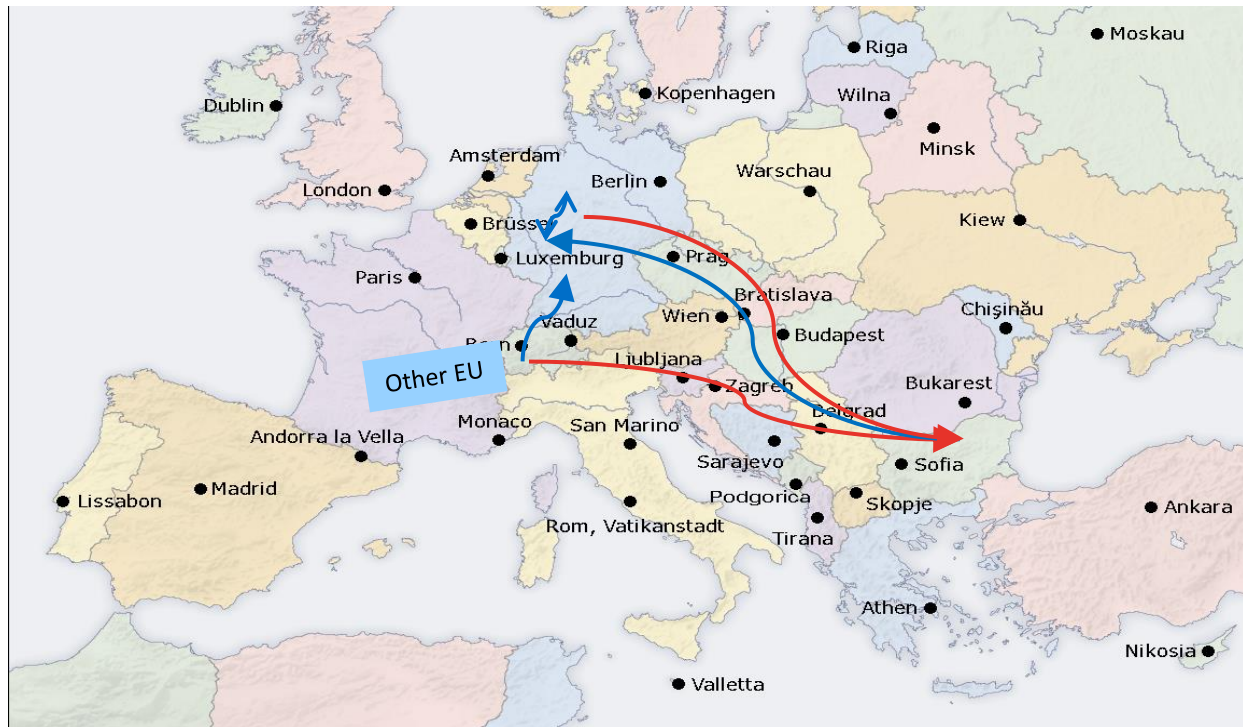 Moskau
Riga
Kopenhagen
Wilna
Dublin
Minsk
Amsterdam
Berlin
Warschau
London
Kiew
Brüssel
Luxemburg
Prag
Paris
Bratislava
Chişinău
Wien
Vaduz
Budapest
Bern
Ljubljana
Other EU
Zagreb
Bukarest
Belgrad
Monaco
San Marino
Andorra la Vella
Sarajevo
Sofia
Madrid
Lissabon
Podgorica
Skopje
Ankara
Rom, Vatikanstadt
Tirana
Athen
Nikosia
Valletta